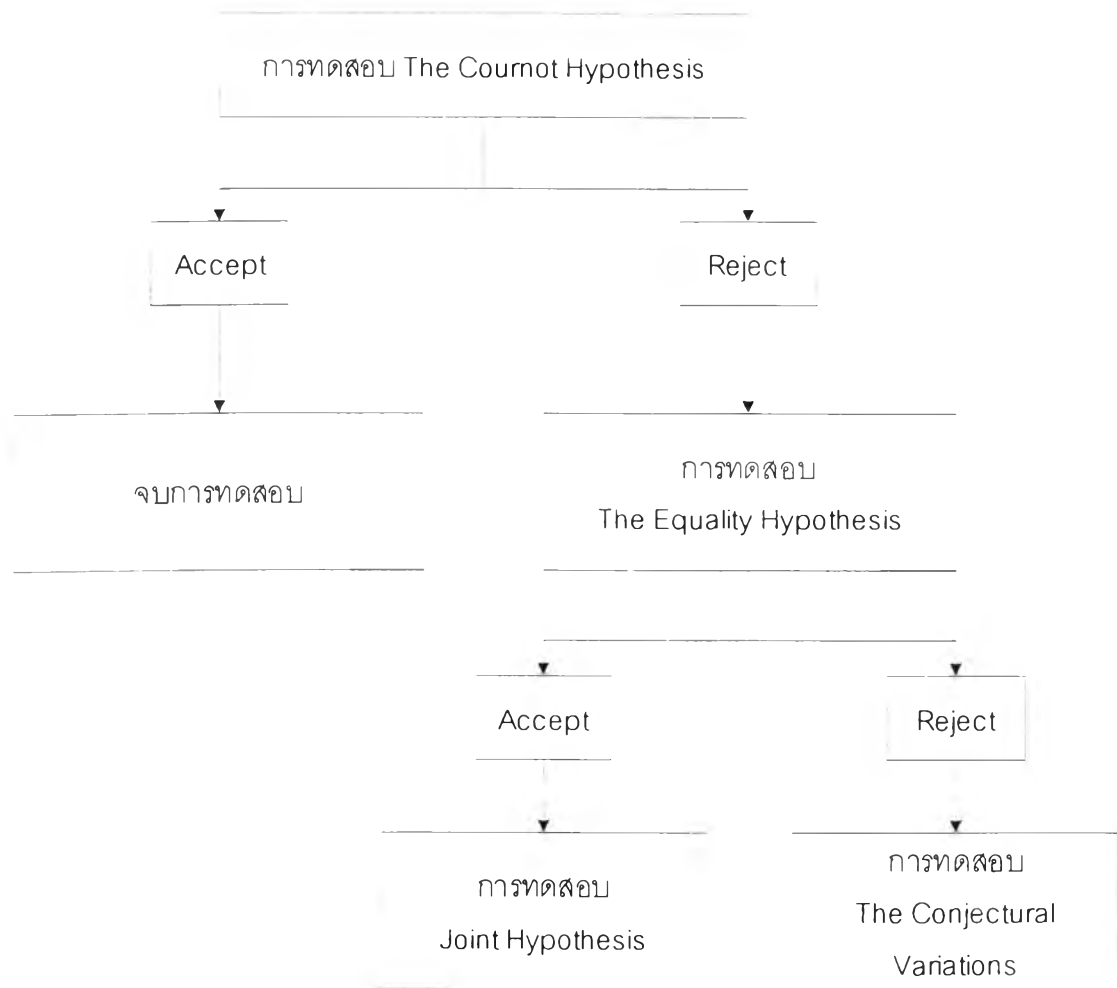 การทดสอบ The Cournot Hypothesis
Accept
Reject
จบการทดสอบ
การทดสอบ
The Equality Hypothesis
Accept
Reject
การทดสอบ
Joint Hypothesis
การทดสอบ
The Conjectural
Variations